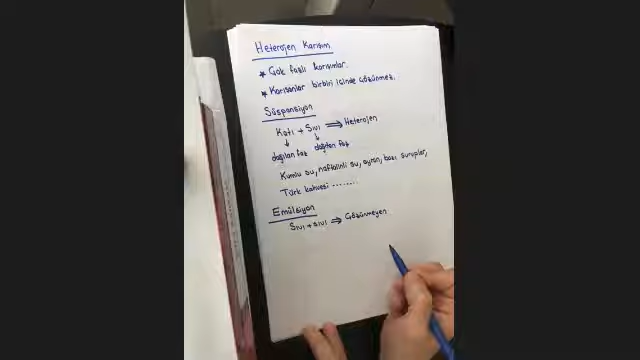 Heterojen Karışım
* Çok fazlı karışımlar.
* Karışanlar birbiri içinde çözünmez.
Süspansiyon
Katı + Sıvı ⇒ Heterojen
↓ ↓
dağılan faz dağıtan faz
Kumlu su, naftalinli su, ayran, bazı şuruplar,
Türk kahvesi ........
Emülsiyon
Sıvı + sıvı ⇒ Çözünmeyen